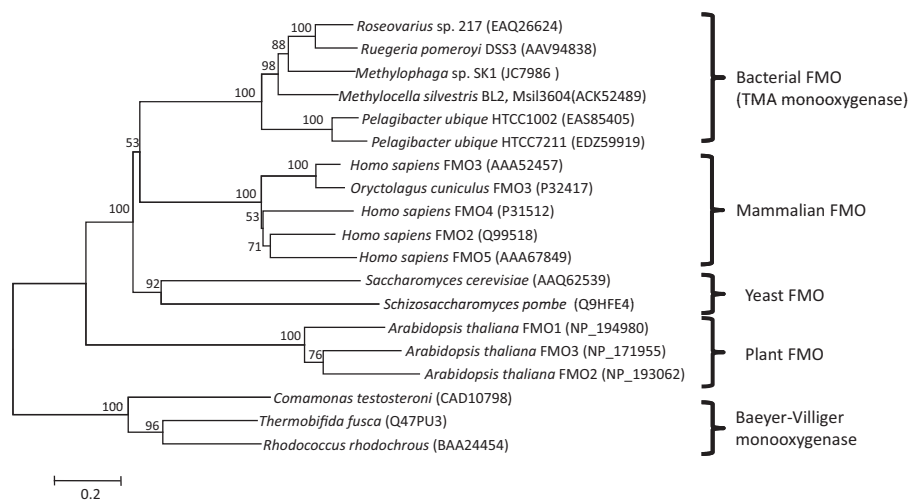 100
Roseovarius sp. 217 (EAQ26624)
88
Ruegeria pomeroyi DSS3 (AAV94838)
98
Methylophaga sp. SK1 (JC7986 )
100
Methylocella silvestris BL2, Msil3604(ACK52489)
100
Pelagibacter ubique HTCC1002 (EAS85405)
Pelagibacter ubique HTCC7211 (EDZ59919)
Bacterial FMO
(TMA monooxygenase)
53
100
Homo sapiens FMO3 (AAA52457)
Oryctolagus cuniculus FMO3 (P32417)
100
Homo sapiens FMO4 (P31512)
53
Homo sapiens FMO2 (Q99518)
71
Homo sapiens FMO5 (AAA67849)
Mammalian FMO
100
92
Saccharomyces cerevisiae (AAQ62539)
Schizosaccharomyces pombe (Q9HFE4)
Yeast FMO
100
Arabidopsis thaliana FMO1 (NP_194980)
76
Arabidopsis thaliana FMO3 (NP_171955)
Arabidopsis thaliana FMO2 (NP_193062)
Plant FMO
100
Comamonas testosteroni (CAD10798)
96
Thermobifida fusca (Q47PU3)
Rhodococcus rhodochrous (BAA24454)
Baeyer-Villiger
monooxygenase
0.2